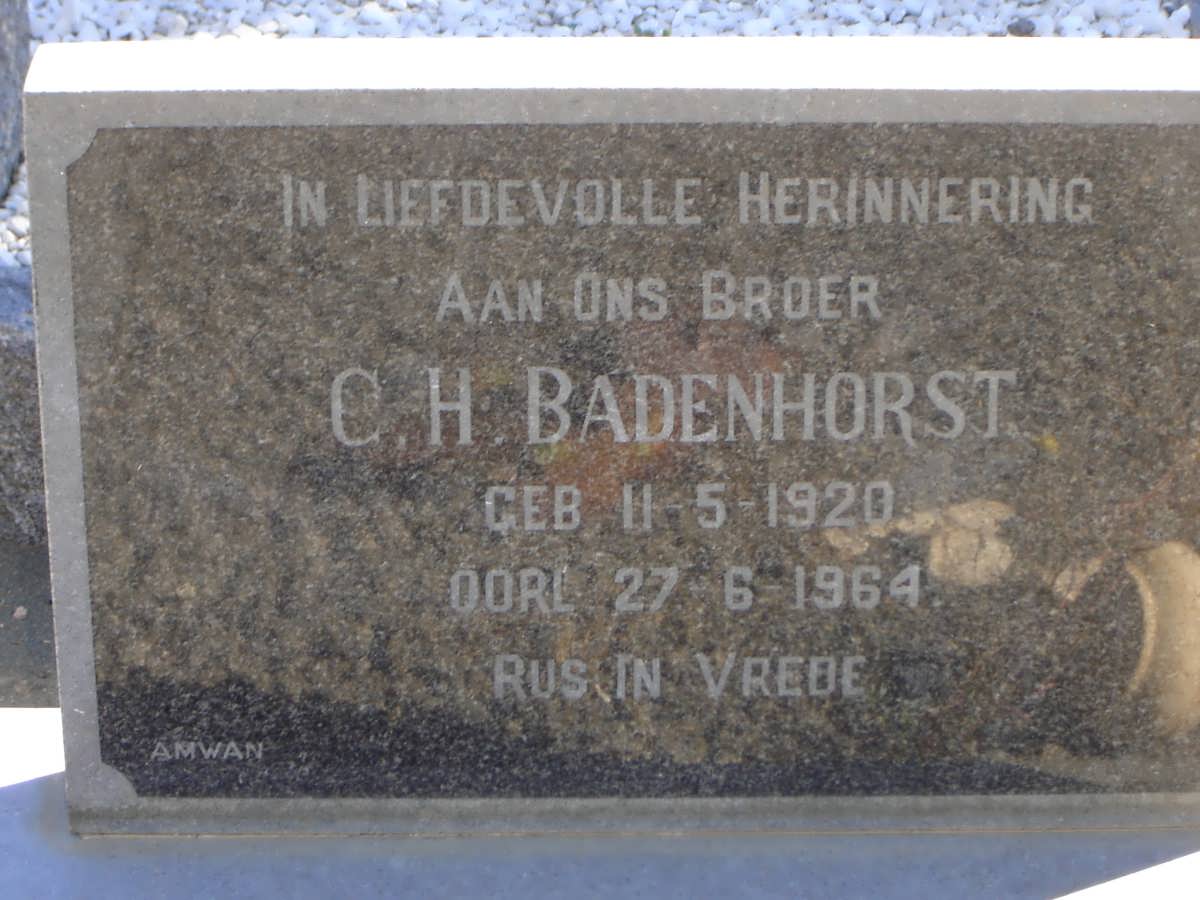 IN LIEFDEVOLLE HERINNERING
AAN ONS BROER
C. H. BADENHORST.
GEB 11-5-1920
OORL 27-6-1964.
RUS IN VREDE
AMWAN